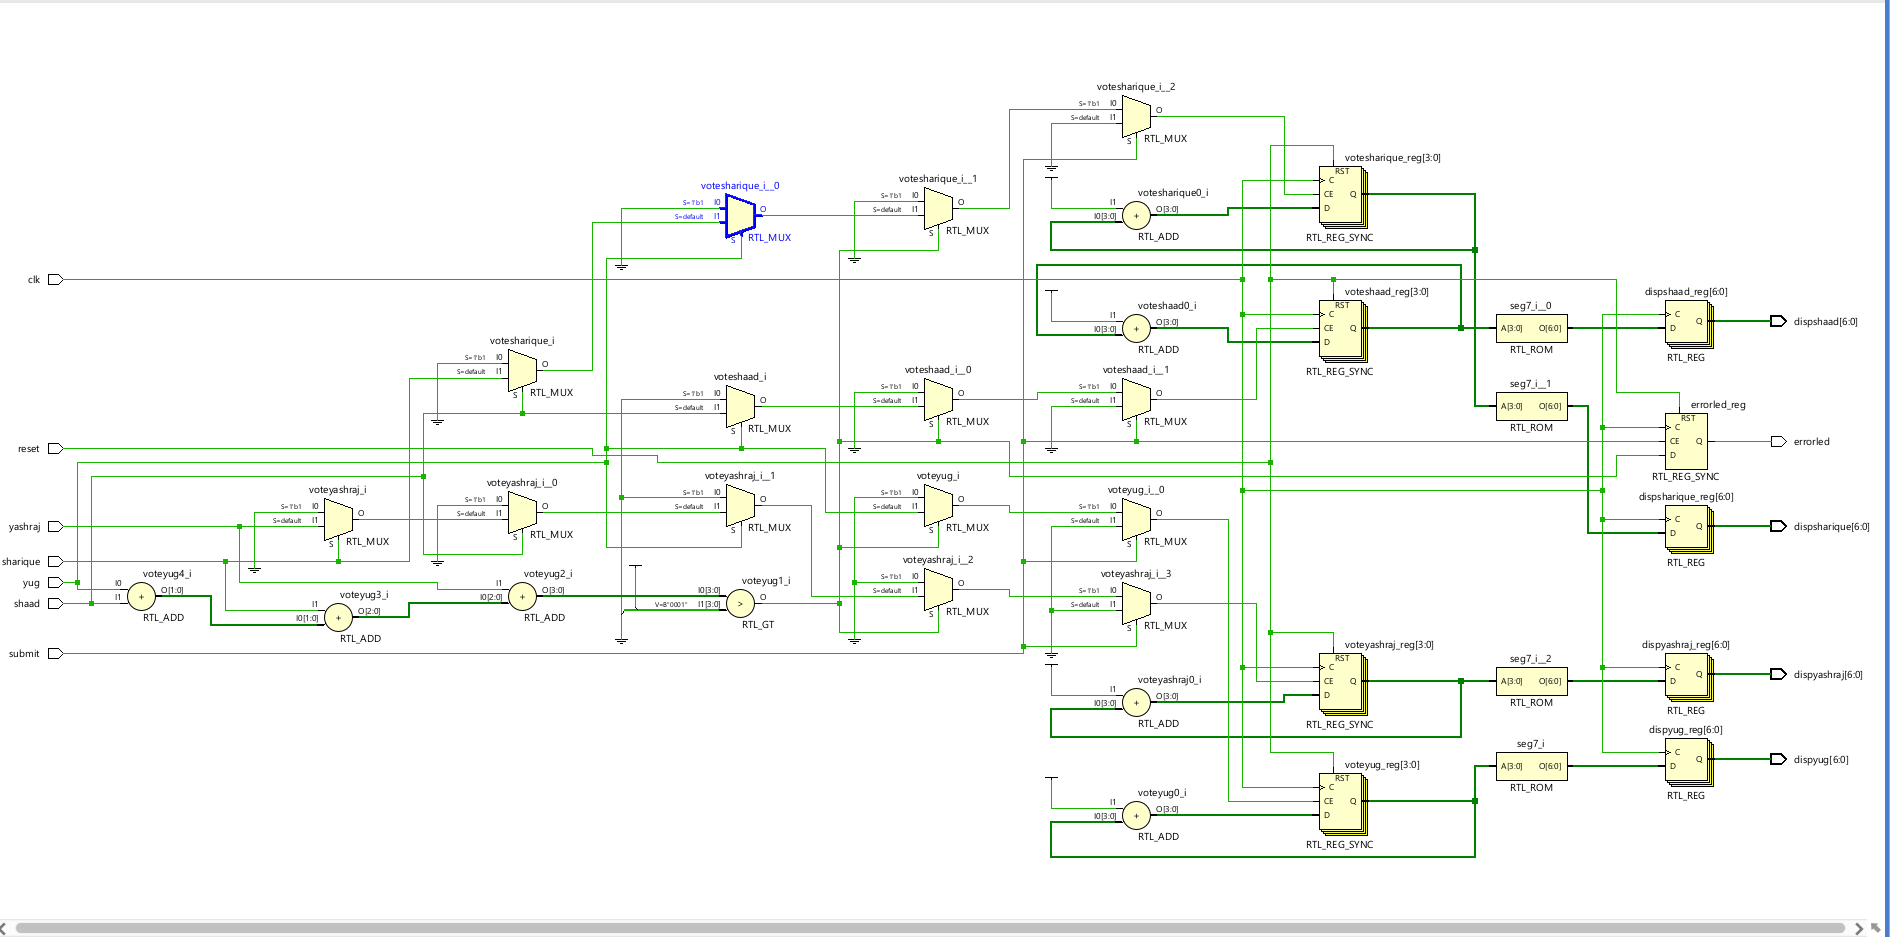 votesharique_i__2
S=1'b1 I0
S=default I1
O
S
RTL_MUX
votesharique_i__0
S=1'b1 I0
S=default I1
O
S
RTL_MUX
votesharique_i__1
S=1'b1 I0
S=default I1
O
S
RTL_MUX
votesharique0_i
I1
I0[3:0]
+
O[3:0]
RTL_ADD
votesharique_reg[3:0]
RST
C
CE
D
Q
RTL_REG_SYNC
clk
voteshaad0_i
I1
I0[3:0]
+
O[3:0]
RTL_ADD
voteshaad_reg[3:0]
RST
C
CE
D
Q
RTL_REG_SYNC
seg7_i__0
A[3:0] O[6:0]
RTL_ROM
dispshaad_reg[6:0]
C
D
Q
RTL_REG
dispshaad[6:0]
votesharique_i
S=1'b1 I0
S=default I1
O
S
RTL_MUX
voteshaad_i
S=1'b1 I0
S=default I1
O
S
RTL_MUX
voteshaad_i__0
S=1'b1 I0
S=default I1
O
S
RTL_MUX
voteshaad_i__1
S=1'b1 I0
S=default I1
O
S
RTL_MUX
seg7_i__1
A[3:0] O[6:0]
RTL_ROM
errorled_reg
RST
C
CE
D
Q
RTL_REG_SYNC
errorled
reset
voteyashraj_i
S=1'b1 I0
S=default I1
O
S
RTL_MUX
voteyashraj_i__0
S=1'b1 I0
S=default I1
O
S
RTL_MUX
voteyashraj_i__1
S=1'b1 I0
S=default I1
O
S
RTL_MUX
voteyug_i
S=1'b1 I0
S=default I1
O
S
RTL_MUX
voteyug_i__0
S=1'b1 I0
S=default I1
O
S
RTL_MUX
dispsharique_reg[6:0]
C
D
Q
RTL_REG
dispsharique[6:0]
yashraj
sharique
yug
shaad
submit
voteyug4_i
I0
I1
+
O[1:0]
RTL_ADD
voteyug3_i
I1
I0[1:0]
+
O[2:0]
RTL_ADD
voteyug2_i
I1
I0[2:0]
+
O[3:0]
RTL_ADD
voteyug1_i
I0[3:0]
V=B"0001" I1[3:0]
>
O
RTL_GT
voteyashraj_i__2
S=1'b1 I0
S=default I1
O
S
RTL_MUX
voteyashraj_i__3
S=1'b1 I0
S=default I1
O
S
RTL_MUX
voteyashraj0_i
I1
I0[3:0]
+
O[3:0]
RTL_ADD
voteyashraj_reg[3:0]
RST
C
CE
D
Q
RTL_REG_SYNC
seg7_i__2
A[3:0] O[6:0]
RTL_ROM
dispyashraj_reg[6:0]
C
D
Q
RTL_REG
dispyashraj[6:0]
voteyug0_i
I1
I0[3:0]
+
O[3:0]
RTL_ADD
voteyug_reg[3:0]
RST
C
CE
D
Q
RTL_REG_SYNC
seg7_i
A[3:0] O[6:0]
RTL_ROM
dispyug_reg[6:0]
C
D
Q
RTL_REG
dispyug[6:0]